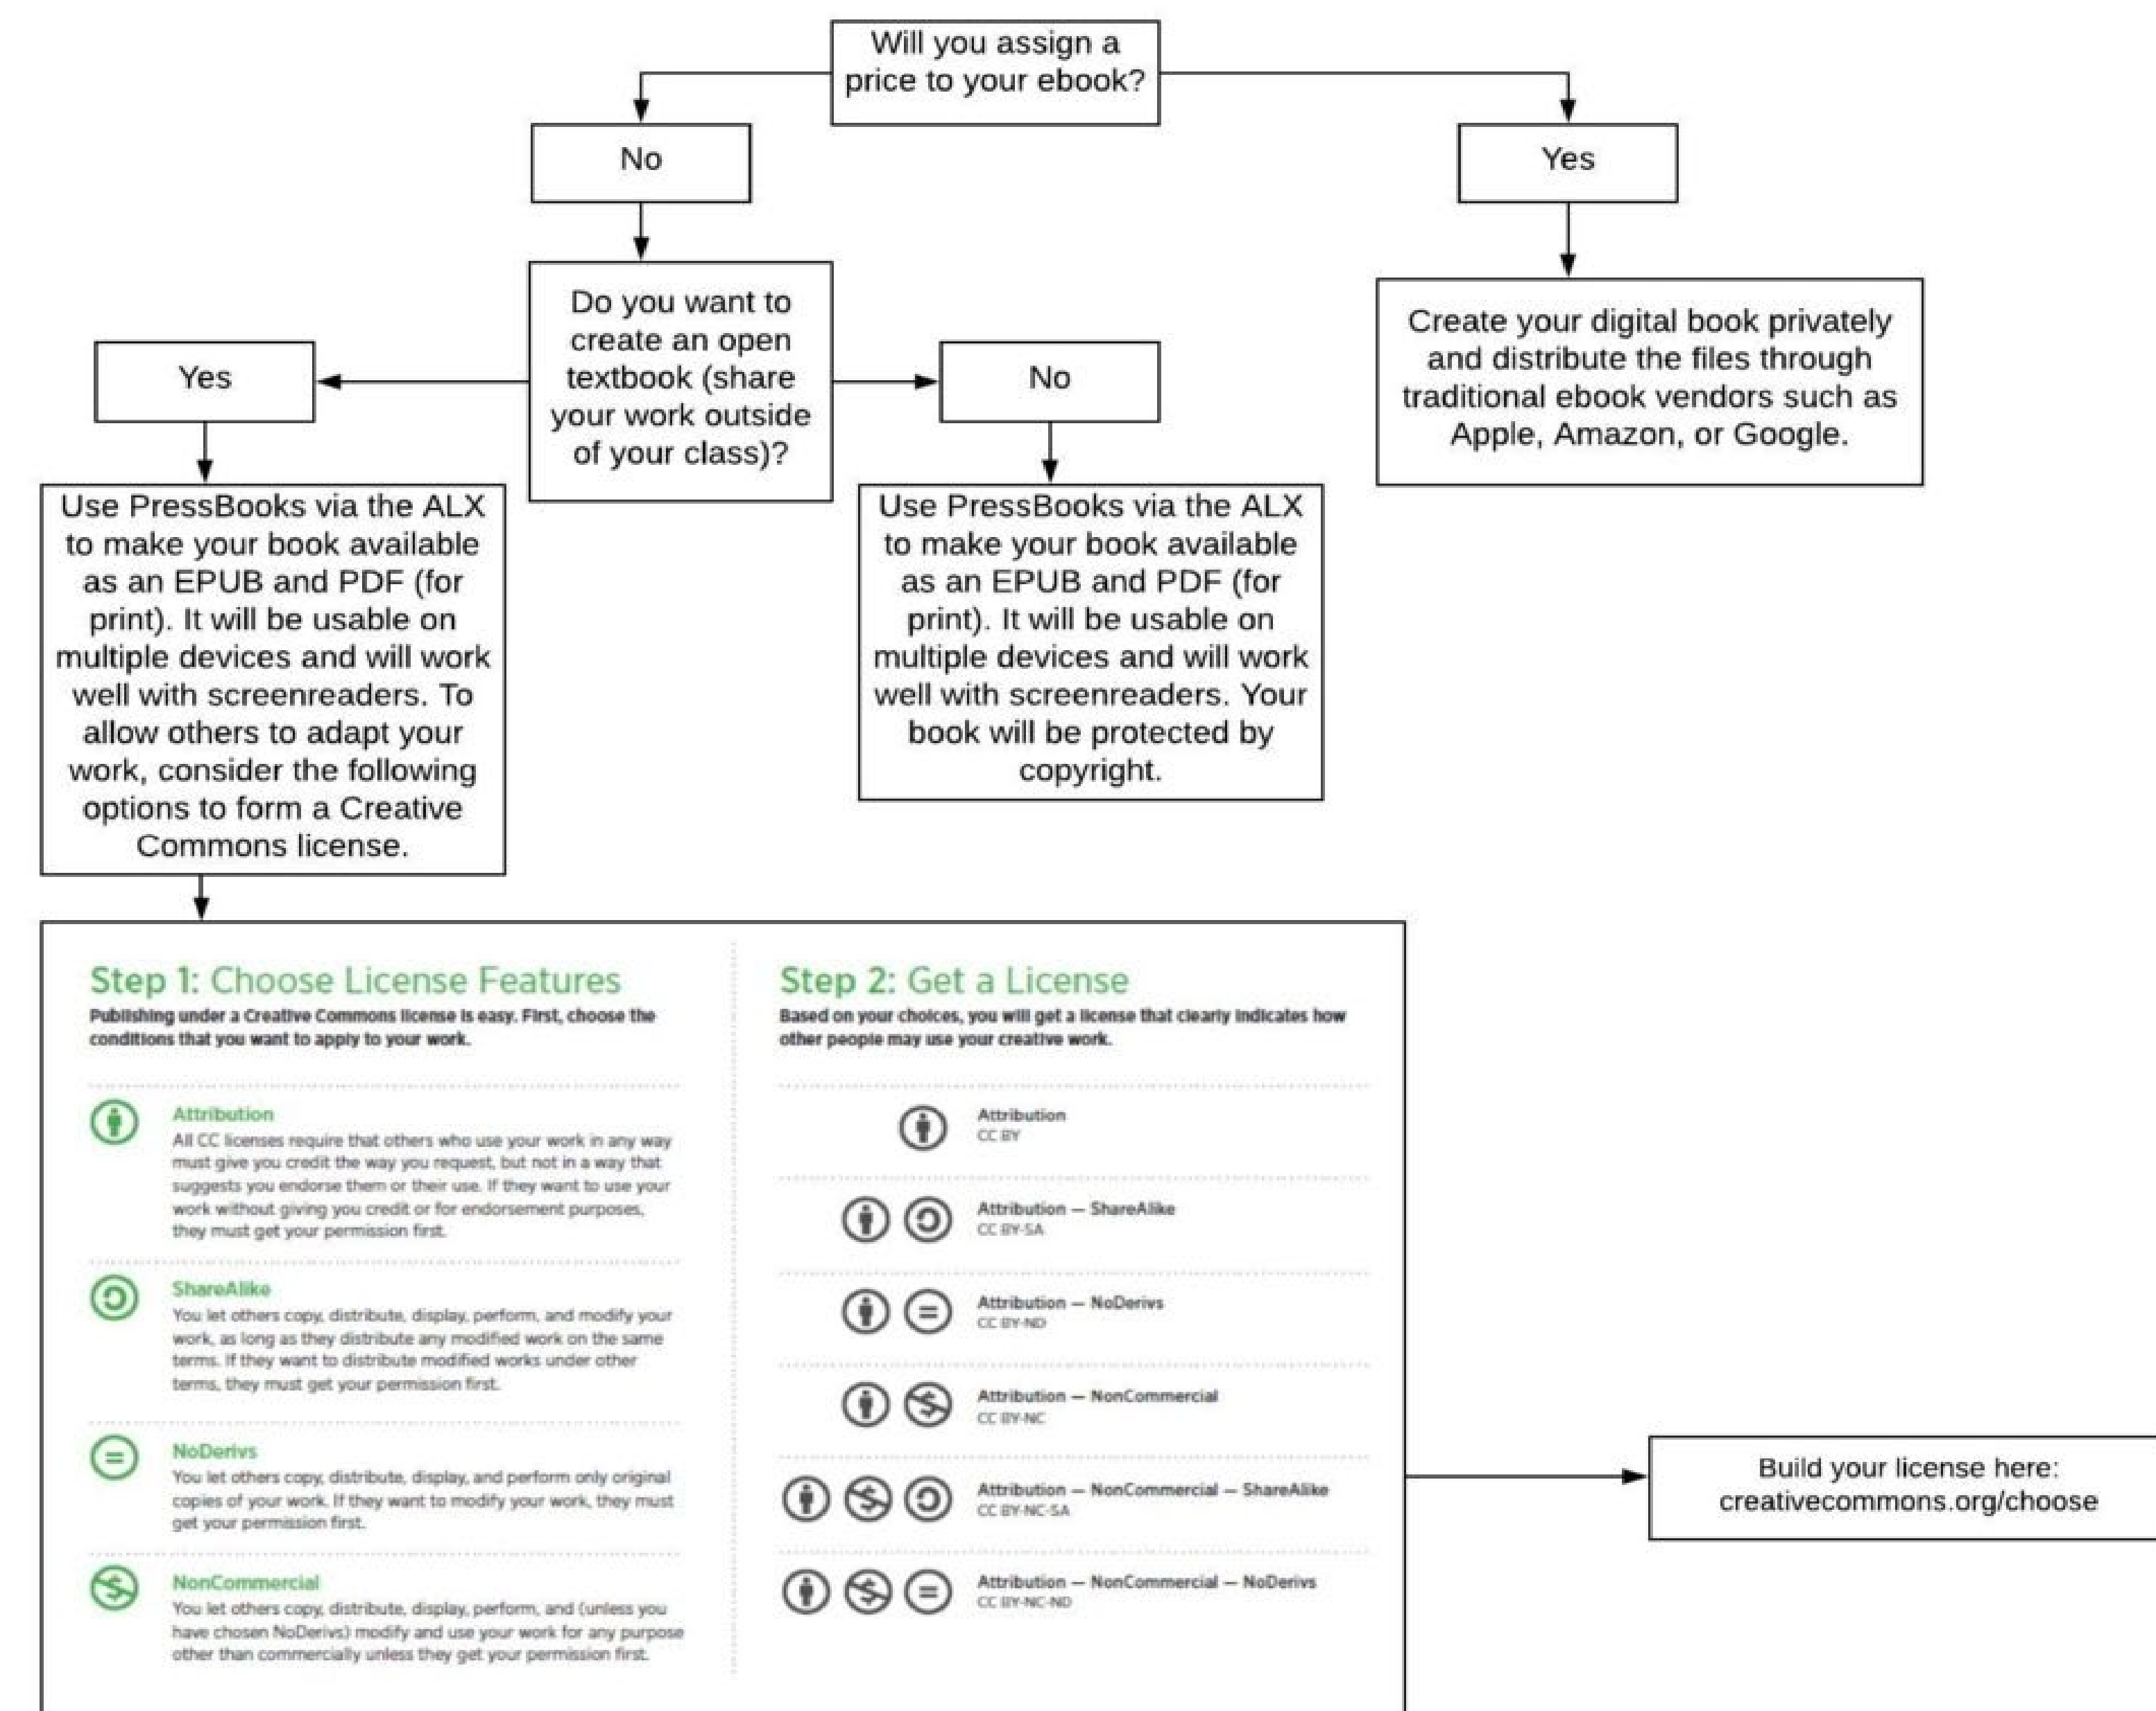 Will you assign a
price to your ebook?
No
Yes
Do you want to
create an open
textbook (share
your work outside
of your class)?
Create your digital book privately
and distribute the files through
traditional ebook vendors such as
Apple, Amazon, or Google.
Yes
No
Use PressBooks via the ALX
to make your book available
as an EPUB and PDF (for
print). It will be usable on
multiple devices and will work
well with screenreaders. To
allow others to adapt your
work, consider the following
options to form a Creative
Commons license.
Use PressBooks via the ALX
to make your book available
as an EPUB and PDF (for
print). It will be usable on
multiple devices and will work
well with screenreaders. Your
book will be protected by
copyright.
Step 1: Choose License Features
Publishing under a Creative Commons license is easy. First, choose the
conditions that you want to apply to your work.
Attribution
All CC licenses require that others who use your work in any way
must give you credit the way you request, but not in a way that
suggests you endorse them or their use. If they want to use your
work without giving you credit or for endorsement purposes,
they must get your permission first.
ShareAlike
You let others copy, distribute, display, perform, and modify your
work, as long as they distribute any modified work on the same
terms. If they want to distribute modified works under other
terms, they must get your permission first.
NoDerivs
You let others copy, distribute, display, and perform only original
copies of your work. If they want to modify your work, they must
get your permission first.
NonCommercial
You let others copy, distribute, display, perform, and (unless you
have chosen NoDerivs) modify and use your work for any purpose
other than commercially unless they get your permission first.
Step 2: Get a License
Based on your choices, you will get a license that clearly indicates how
other people may use your creative work.
Attribution
CC BY
Attribution — ShareAlike
CC BY-SA
Attribution — NoDerivs
CC BY-ND
Attribution — NonCommercial
CC BY-NC
Attribution — NonCommercial — ShareAlike
CC BY-NC-SA
Attribution — NonCommercial — NoDerivs
CC BY-NC-ND
Build your license here:
creativecommons.org/choose